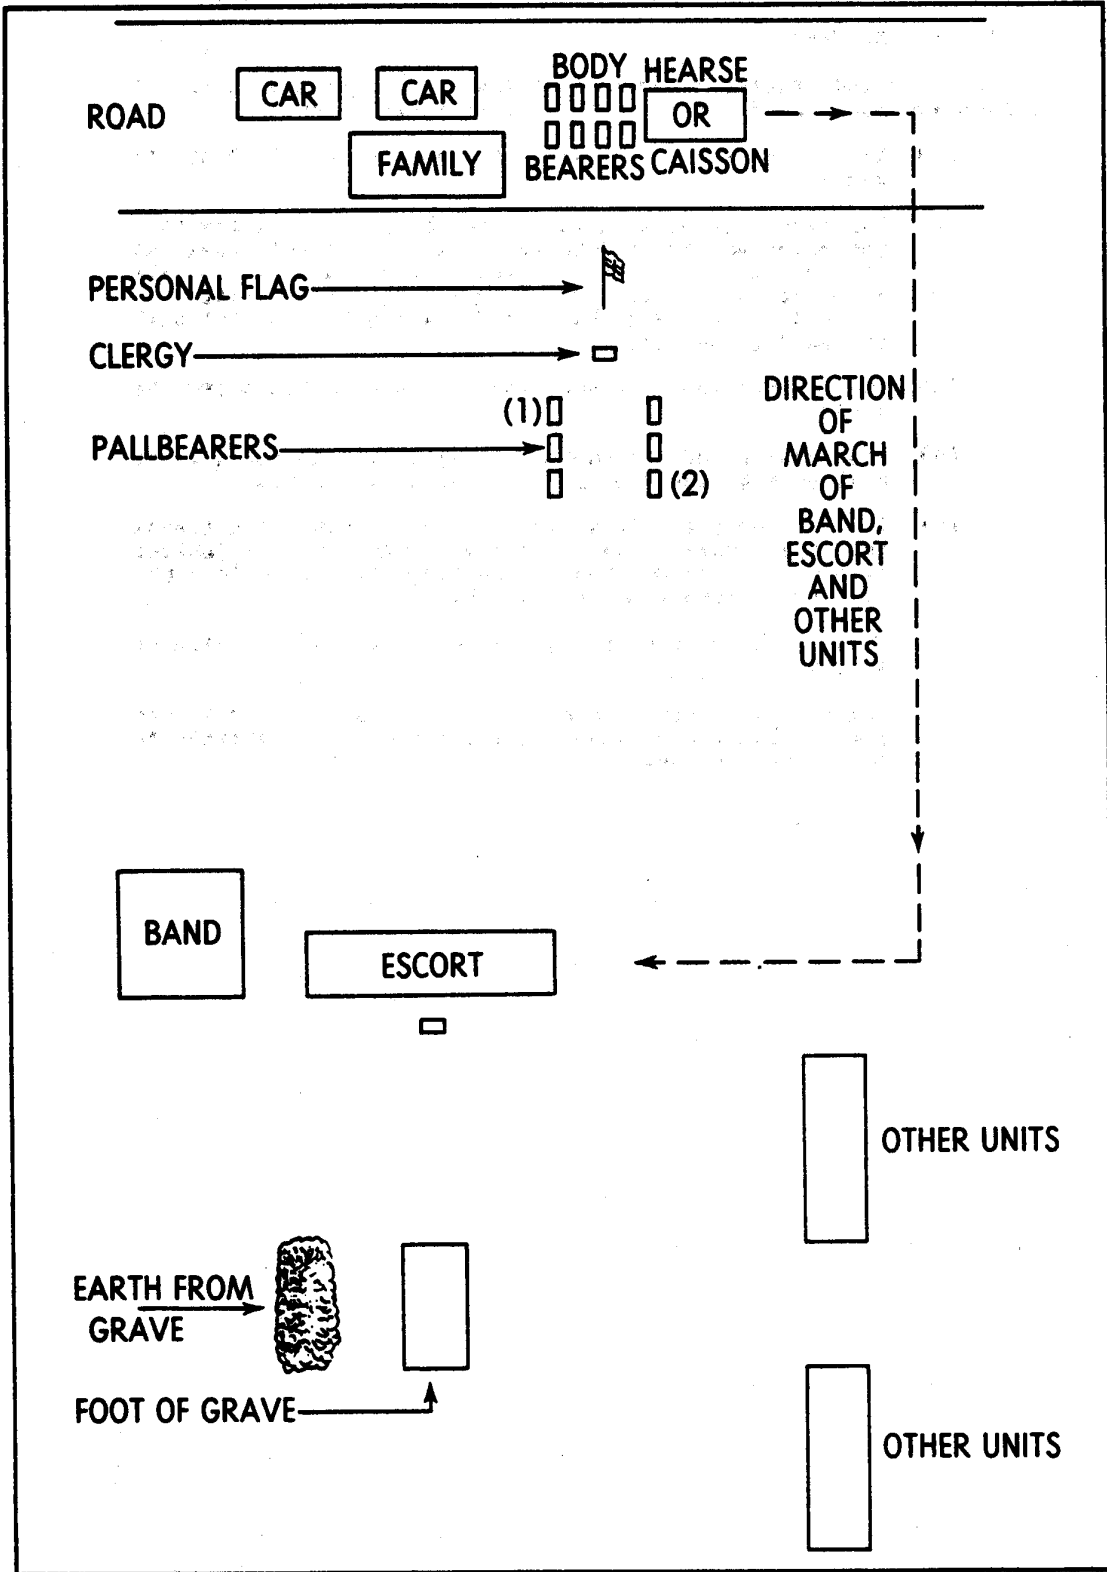 ROAD
CAR
CAR
FAMILY
BODY
BEARERS
HEARSE
OR
CAISSON
PERSONAL FLAG
CLERGY
(1)
PALLBEARERS
(2)
DIRECTION
OF
MARCH
OF
BAND,
ESCORT
AND
OTHER
UNITS
BAND
ESCORT
OTHER UNITS
EARTH FROM
GRAVE
FOOT OF GRAVE
OTHER UNITS